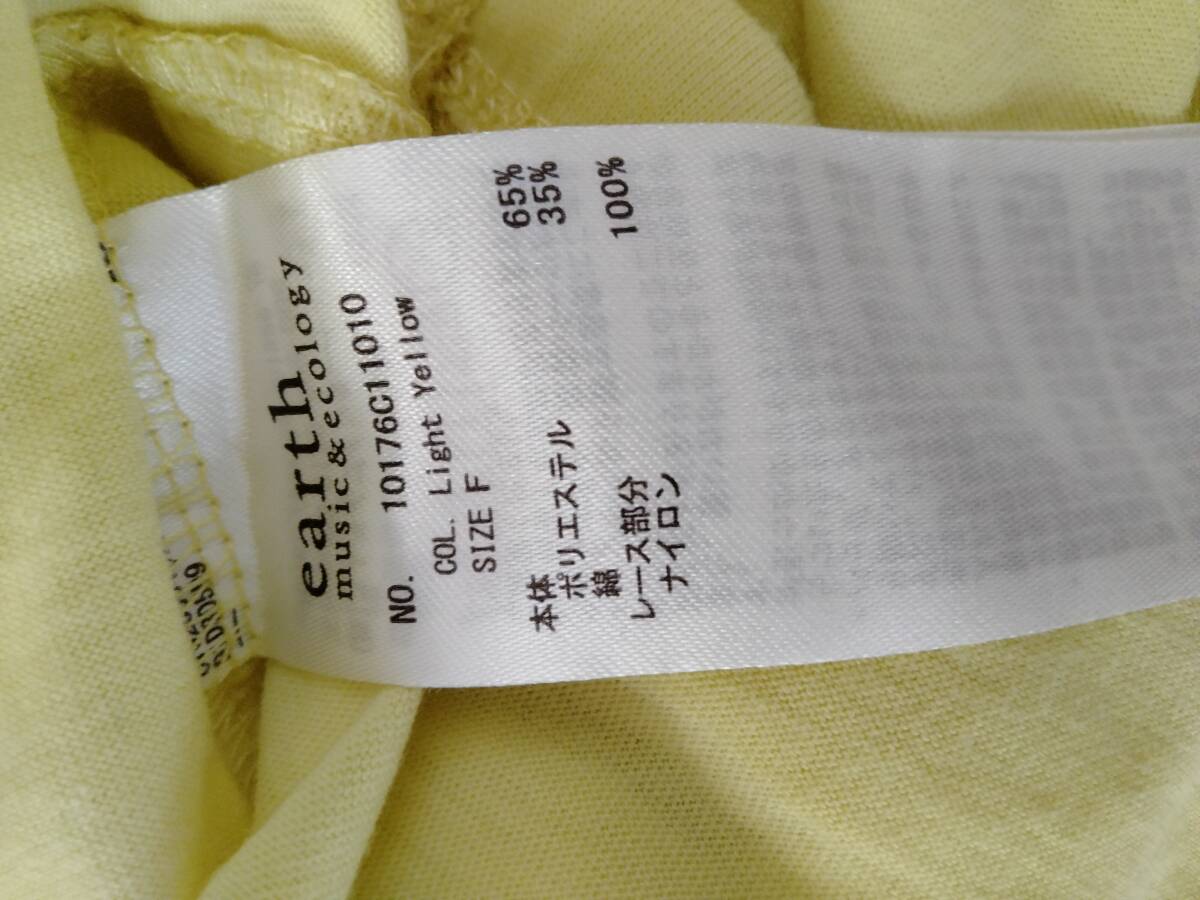 earth
music&ecology
NO. 10176C11010
COL. Light Yellow
SIZE F
本体
ポリエステル 65%
綿 35%
レース部分
ナイロン 100%